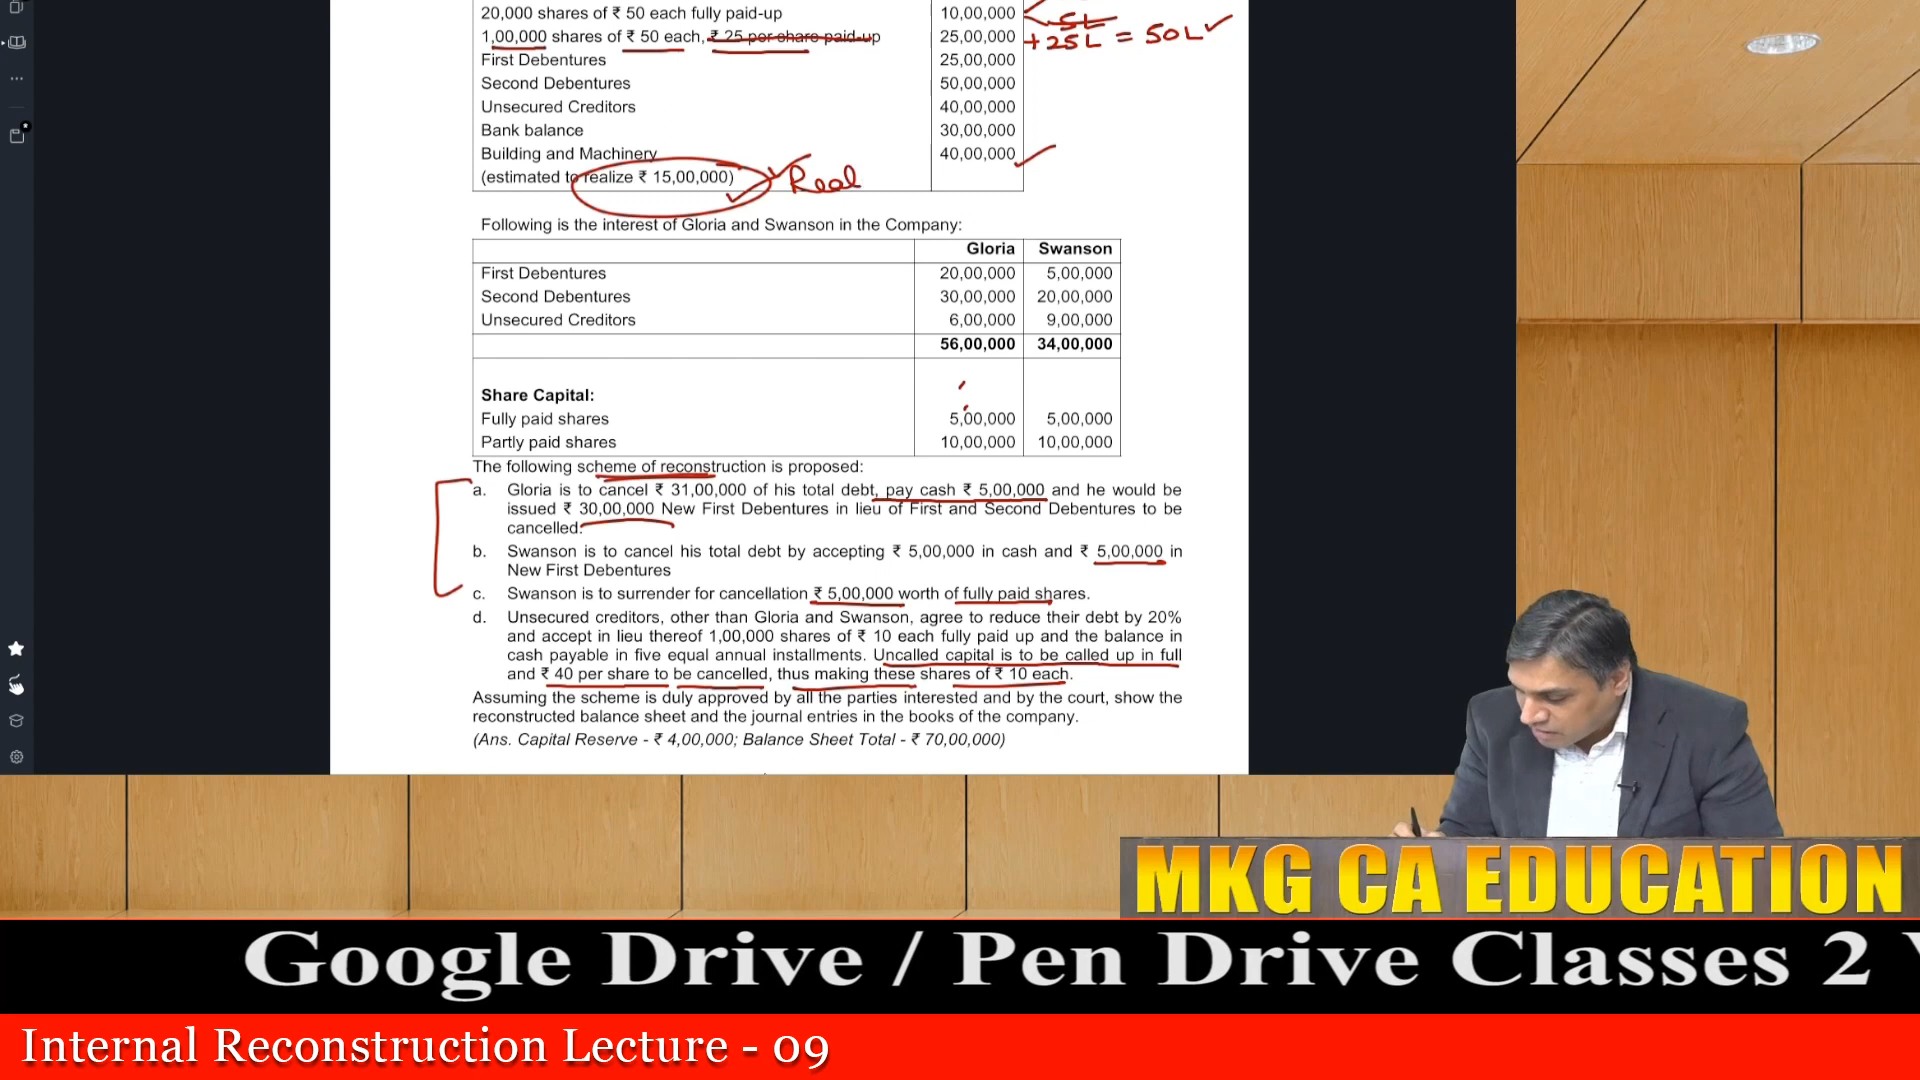 20,000 shares of ₹ 50 each fully paid-up 10,00,000
5L
1,00,000 shares of ₹ 50 each, ₹ 25 per share paid-up 25,00,000
+25L = 50L
First Debentures 25,00,000
Second Debentures 50,00,000
Unsecured Creditors 40,00,000
Bank balance 30,00,000
Building and Machinery 40,00,000
(estimated to realize ₹ 15,00,000)
Real
Following is the interest of Gloria and Swanson in the Company:
Gloria Swanson
First Debentures 20,00,000 5,00,000
Second Debentures 30,00,000 20,00,000
Unsecured Creditors 6,00,000 9,00,000
56,00,000 34,00,000
Share Capital:
Fully paid shares 5,00,000 5,00,000
Partly paid shares 10,00,000 10,00,000
The following scheme of reconstruction is proposed:
a. Gloria is to cancel ₹ 31,00,000 of his total debt, pay cash ₹ 5,00,000 and he would be
issued ₹ 30,00,000 New First Debentures in lieu of First and Second Debentures to be
cancelled.
b. Swanson is to cancel his total debt by accepting ₹ 5,00,000 in cash and ₹ 5,00,000 in
New First Debentures
c. Swanson is to surrender for cancellation ₹ 5,00,000 worth of fully paid shares.
d. Unsecured creditors, other than Gloria and Swanson, agree to reduce their debt by 20%
and accept in lieu thereof 1,00,000 shares of ₹ 10 each fully paid up and the balance in
cash payable in five equal annual installments. Uncalled capital is to be called up in full
and ₹ 40 per share to be cancelled, thus making these shares of ₹ 10 each.
Assuming the scheme is duly approved by all the parties interested and by the court, show the
reconstructed balance sheet and the journal entries in the books of the company.
(Ans. Capital Reserve - ₹ 4,00,000; Balance Sheet Total - ₹ 70,00,000)
MKG CA EDUCATION
Google Drive / Pen Drive Classes 2
Internal Reconstruction Lecture - 09